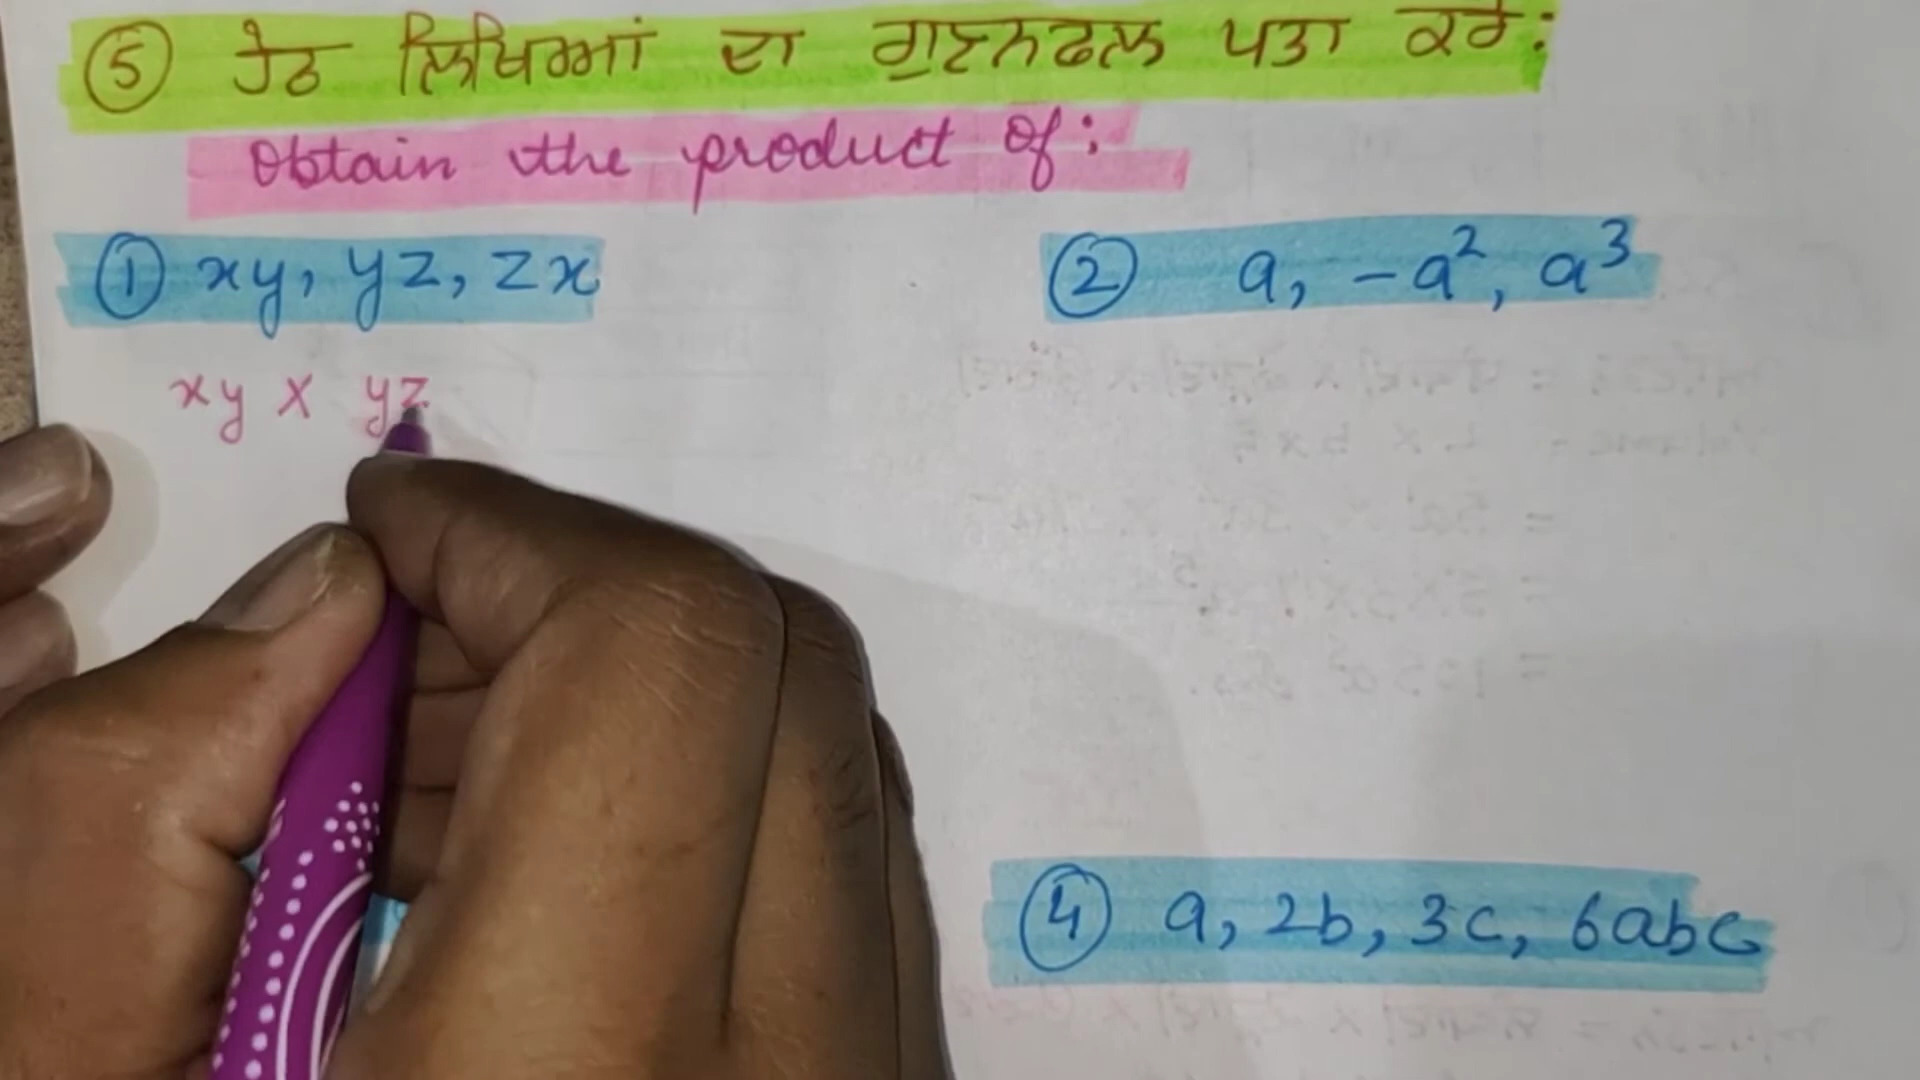 ⑤ ਹੇਠ ਲਿਖਿਆਂ ਦਾ ਗੁਣਨਫਲ ਪਤਾ ਕਰੋ:
Obtain the product of:
① xy, yz, zx
② a, -a², a³
xy x yz
④ a, 2b, 3c, 6abc